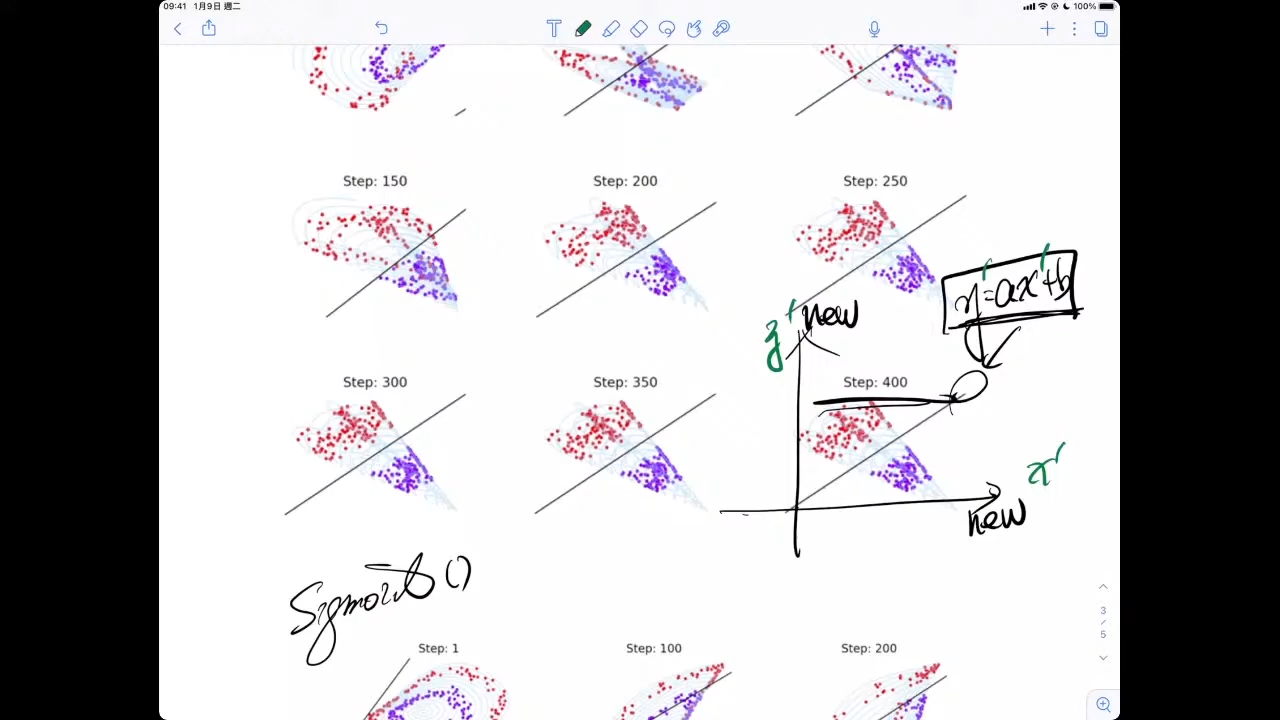 09:41 1月9日 週二
100%
Step: 150
Step: 200
Step: 250
y'=ax'+b
y' new
Step: 300
Step: 350
Step: 400
x'
new
Sigmoid ()
3
/
5
Step: 1
Step: 100
Step: 200